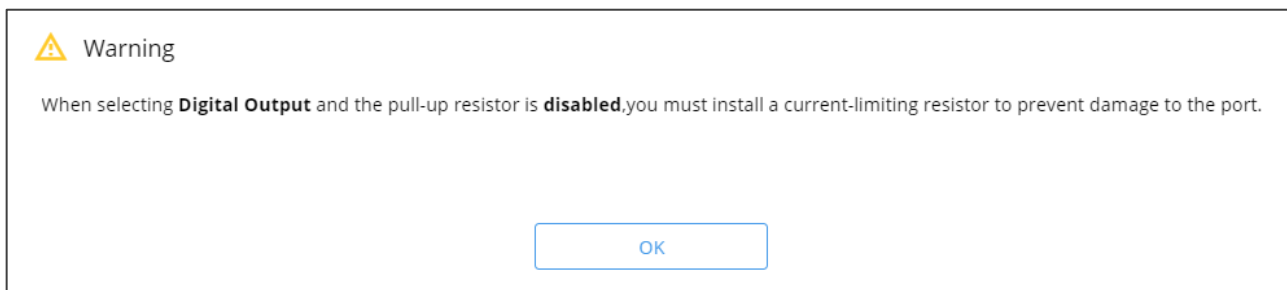 Warning
When selecting Digital Output and the pull-up resistor is disabled,you must install a current-limiting resistor to prevent damage to the port.
OK